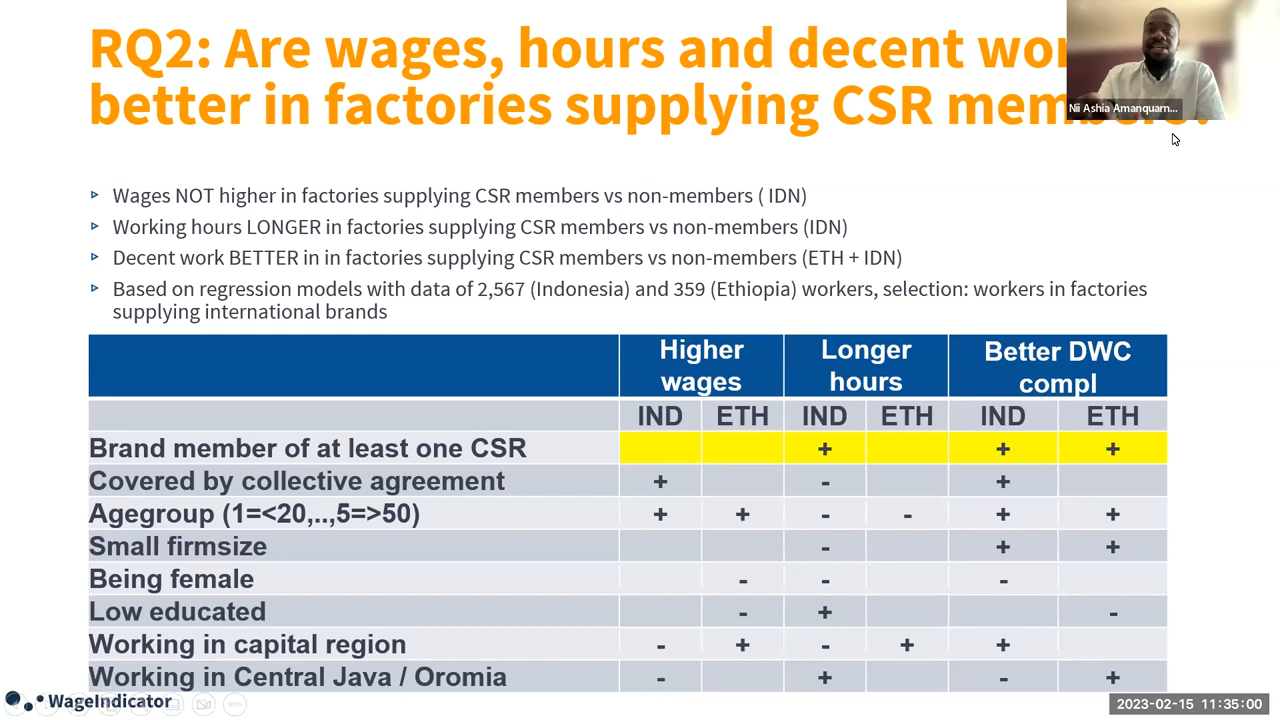 RQ2: Are wages, hours and decent
better in factories supplying CSR
Nii Ashia Amanquarn...
▹ Wages NOT higher in factories supplying CSR members vs non-members ( IDN)
▹ Working hours LONGER in factories supplying CSR members vs non-members (IDN)
▹ Decent work BETTER in in factories supplying CSR members vs non-members (ETH + IDN)
▹ Based on regression models with data of 2,567 (Indonesia) and 359 (Ethiopia) workers, selection: workers in factories
supplying international brands
Higher wages Longer hours Better DWC compl
IND ETH IND ETH IND ETH
Brand member of at least one CSR + + +
Covered by collective agreement + - +
Agegroup (1=<20,..,5=>50) + + - - + +
Small firmsize - + +
Being female - - -
Low educated - + -
Working in capital region - + - + +
Working in Central Java / Oromia - + - +
WageIndicator
2023-02-15 11:35:00